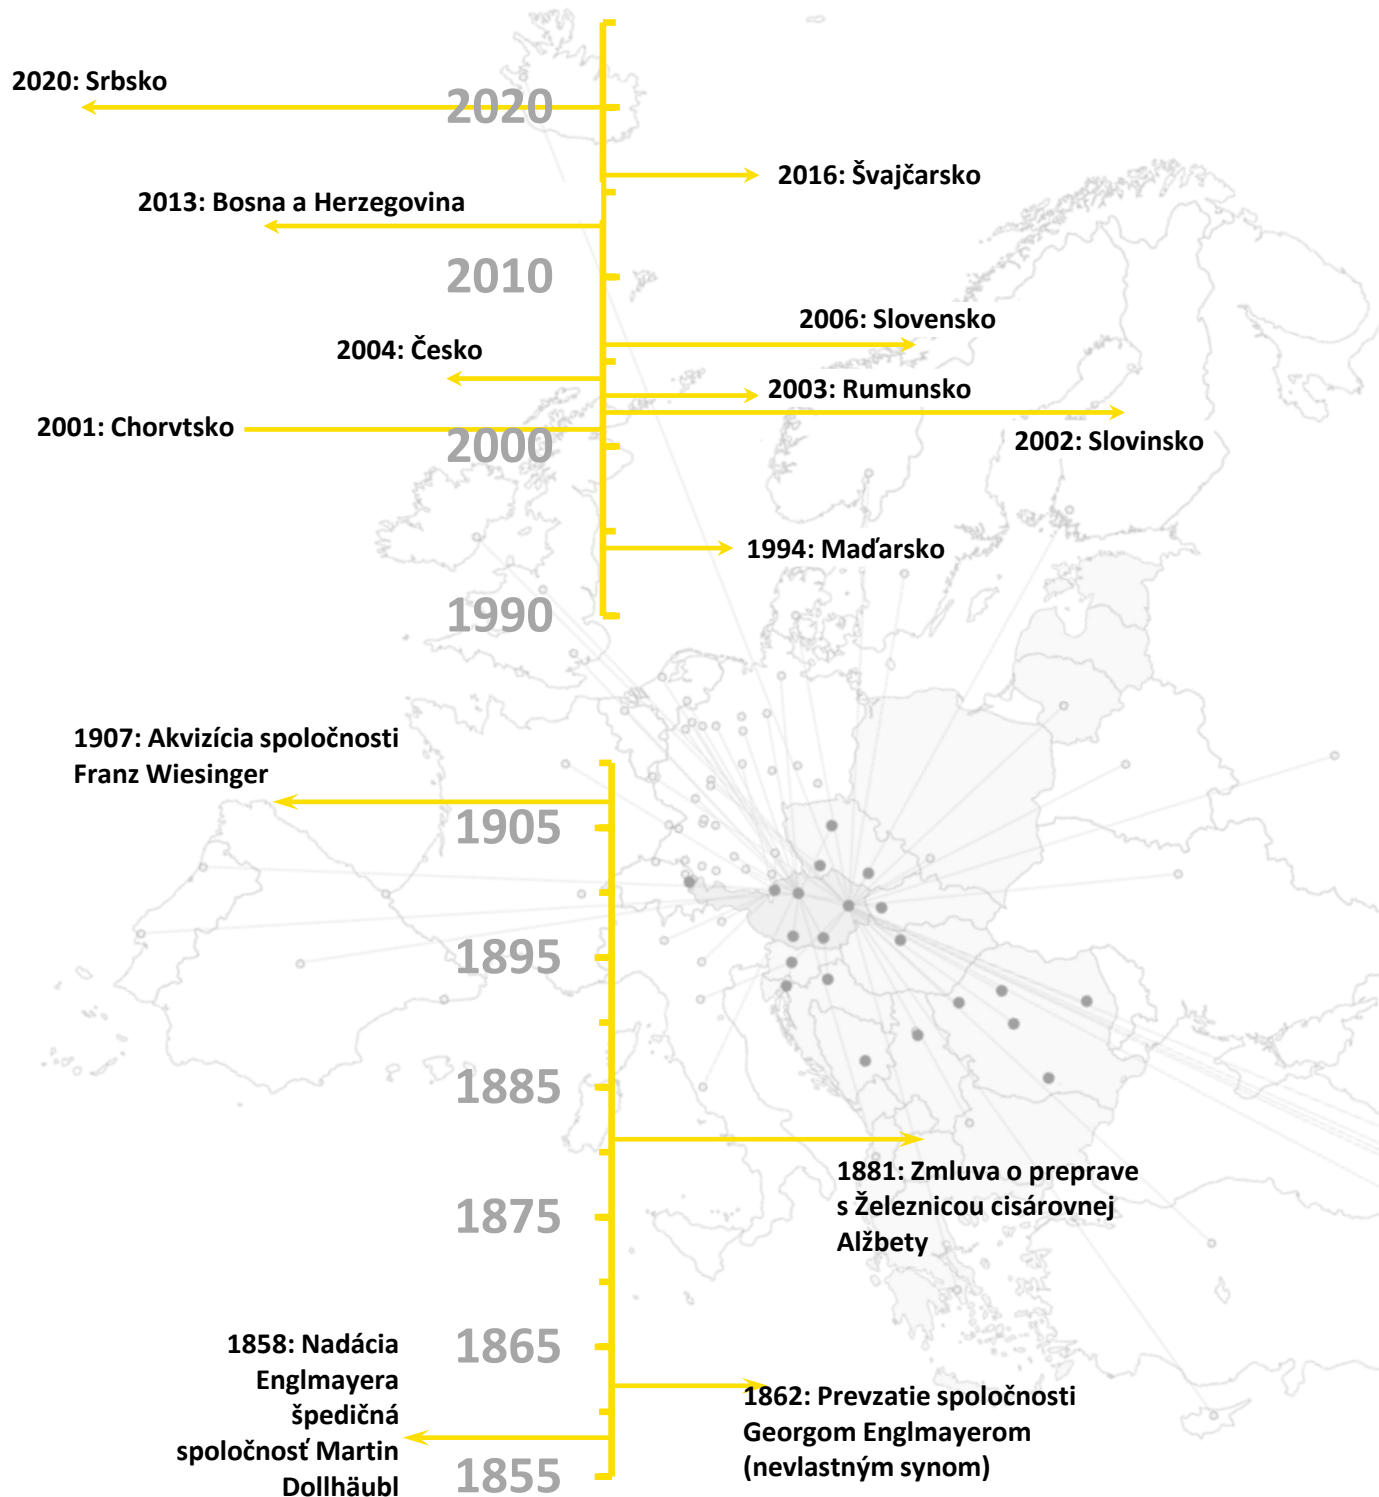 2020: Srbsko
2020
2016: Švajčarsko
2013: Bosna a Herzegovina
2010
2006: Slovensko
2004: Česko
2003: Rumunsko
2001: Chorvtsko
2000
2002: Slovinsko
1994: Maďarsko
1990
1907: Akvizícia spoločnosti
Franz Wiesinger
1905
1895
1885
1881: Zmluva o preprave
s Železnicou cisárovnej
Alžbety
1875
1865
1858: Nadácia
Englmayera
špedičná
spoločnosť Martin
Dollhäubl
1862: Prevzatie spoločnosti
Georgom Englmayerom
(nevlastným synom)
1855